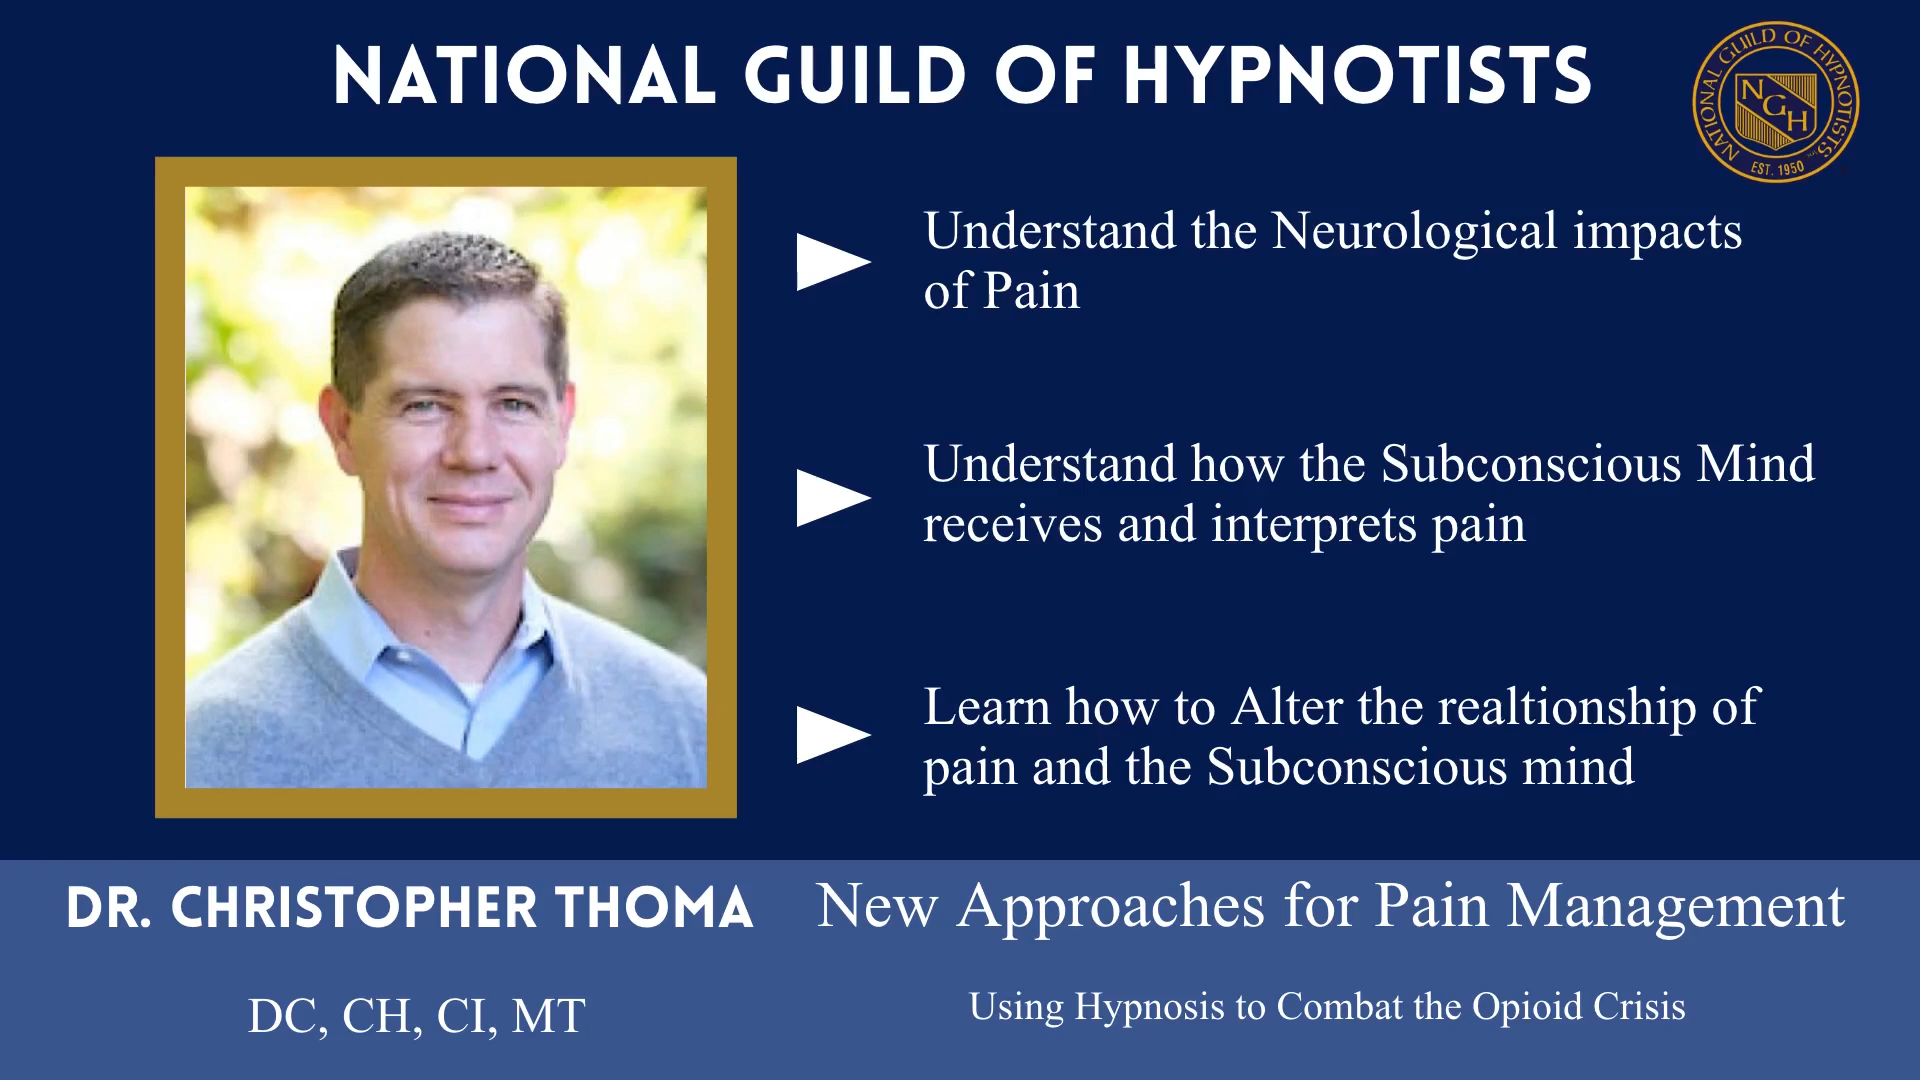 NATIONAL GUILD OF HYPNOTISTS
NATIONAL GUILD OF HYPNOTISTS
NGH
EST. 1950
Understand the Neurological impacts
of Pain
Understand how the Subconscious Mind
receives and interprets pain
Learn how to Alter the realtionship of
pain and the Subconscious mind
DR. CHRISTOPHER THOMA
DC, CH, CI, MT
New Approaches for Pain Management
Using Hypnosis to Combat the Opioid Crisis